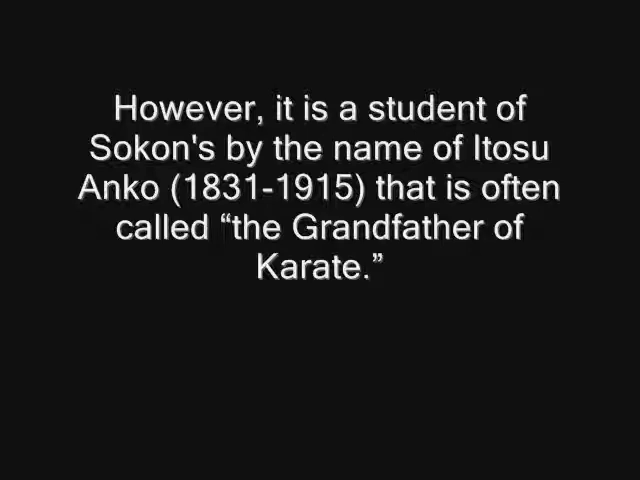 However, it is a student of
Sokon's by the name of Itosu
Anko (1831-1915) that is often
called “the Grandfather of
Karate.”